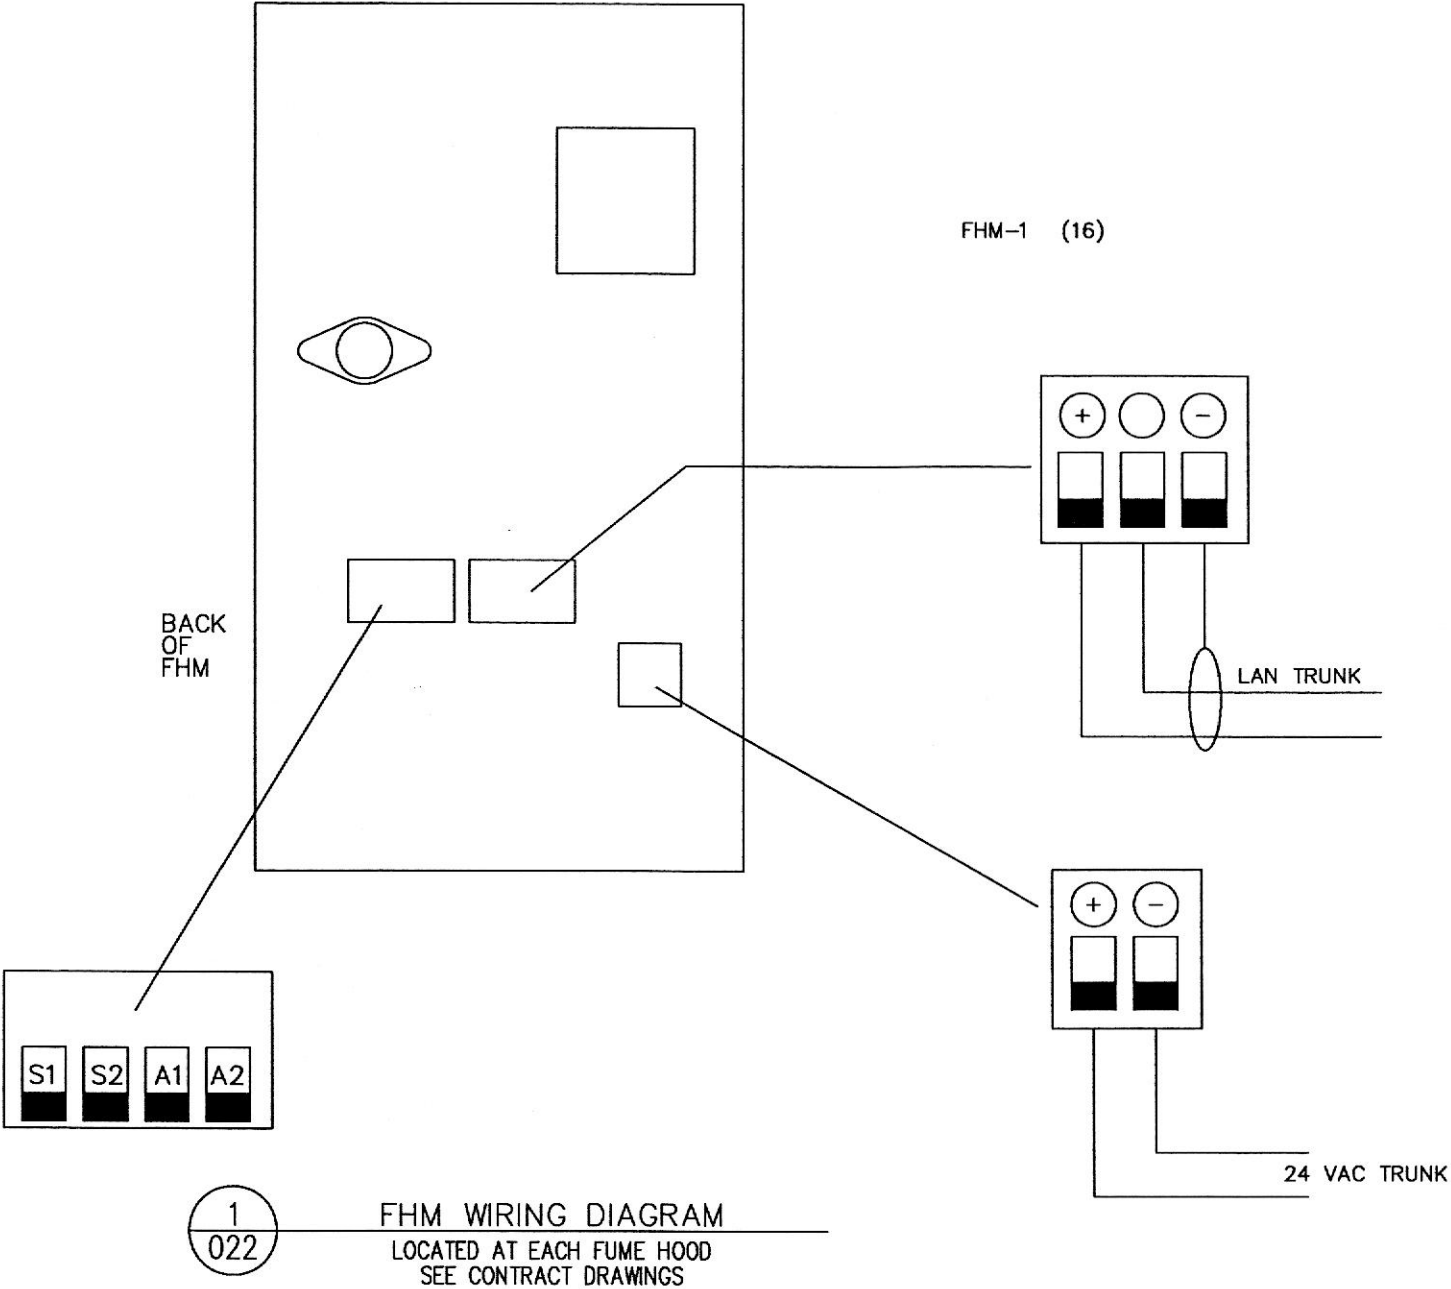 FHM-1 (16)
+ -
BACK
OF
FHM
LAN TRUNK
+ -
S1 S2 A1 A2
24 VAC TRUNK
1
022
FHM WIRING DIAGRAM
LOCATED AT EACH FUME HOOD
SEE CONTRACT DRAWINGS